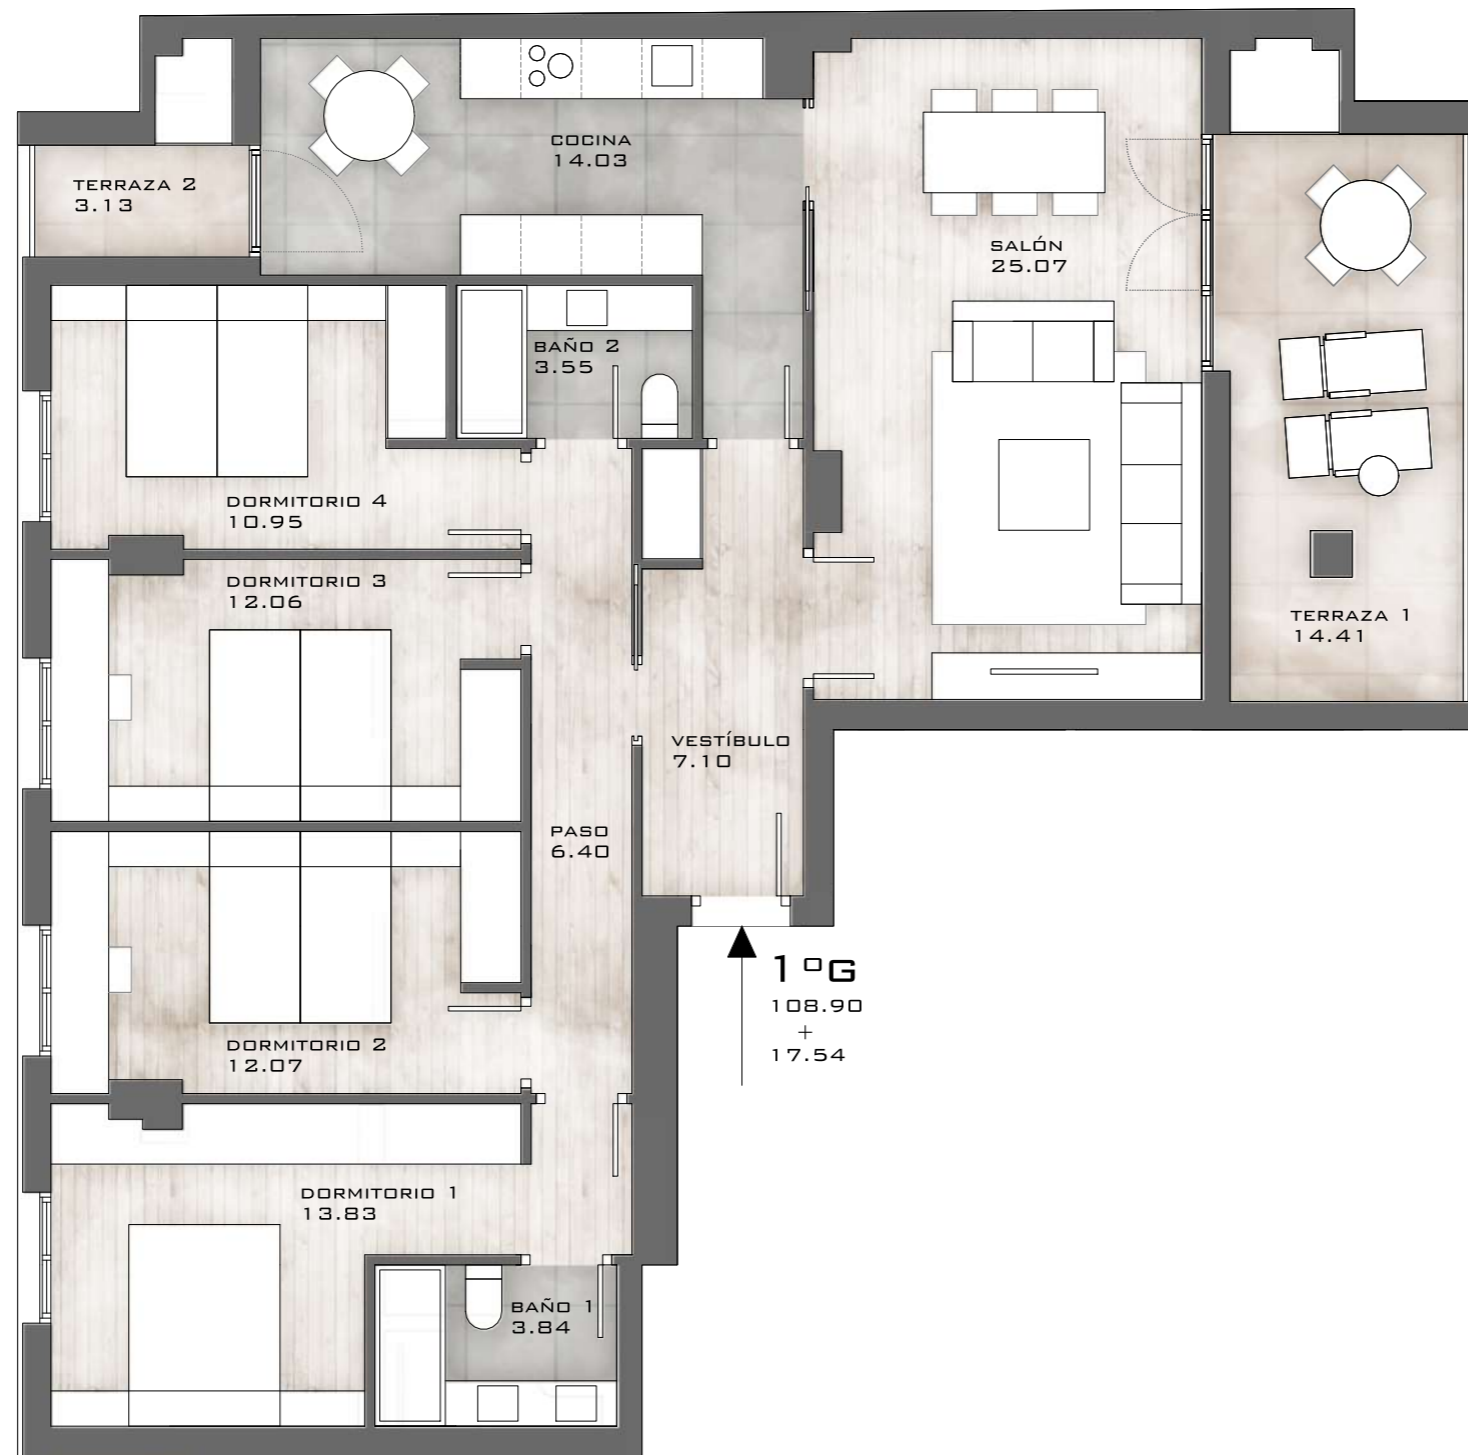 COCINA
14.03
TERRAZA 2
3.13
SALÓN
25.07
BAÑO 2
3.55
DORMITORIO 4
10.95
DORMITORIO 3
12.06
TERRAZA 1
14.41
VESTÍBULO
7.10
PASO
6.40
1ºG
108.90
+
17.54
DORMITORIO 2
12.07
DORMITORIO 1
13.83
BAÑO 1
3.84